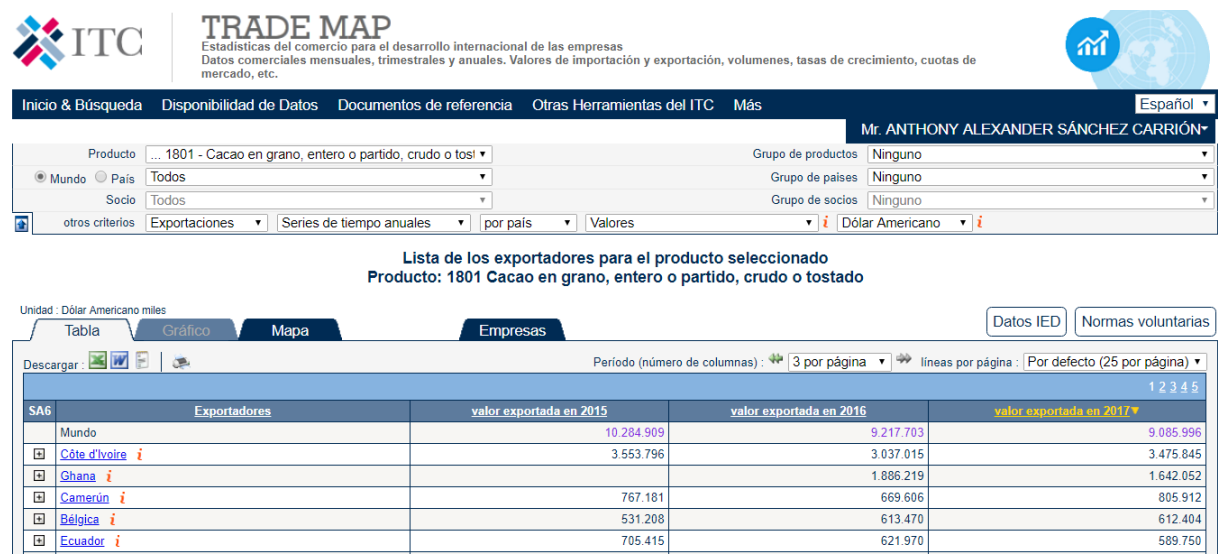 ITC
TRADE MAP
Estadísticas del comercio para el desarrollo internacional de las empresas
Datos comerciales mensuales, trimestrales y anuales. Valores de importación y exportación, volumenes, tasas de crecimiento, cuotas de
mercado, etc.
Inicio & Búsqueda Disponibilidad de Datos Documentos de referencia Otras Herramientas del ITC Más Español
Mr. ANTHONY ALEXANDER SÁNCHEZ CARRIÓN
Producto ... 1801 - Cacao en grano, entero o partido, crudo o tost Grupo de productos Ninguno
Mundo País Todos Grupo de paises Ninguno
Socio Todos Grupo de socios Ninguno
otros criterios Exportaciones Series de tiempo anuales por país Valores i Dólar Americano i
Lista de los exportadores para el producto seleccionado
Producto: 1801 Cacao en grano, entero o partido, crudo o tostado
Unidad : Dólar Americano miles
Tabla Gráfico Mapa Empresas Datos IED Normas voluntarias
Descargar : Período (número de columnas) : 3 por página líneas por página : Por defecto (25 por página)
1 2 3 4 5
SA6 Exportadores valor exportada en 2015 valor exportada en 2016 valor exportada en 2017
Mundo 10.284.909 9.217.703 9.085.996
Côte d'Ivoire i 3.553.796 3.037.015 3.475.845
Ghana i 1.886.219 1.642.052
Camerún i 767.181 669.606 805.912
Bélgica i 531.208 613.470 612.404
Ecuador i 705.415 621.970 589.750